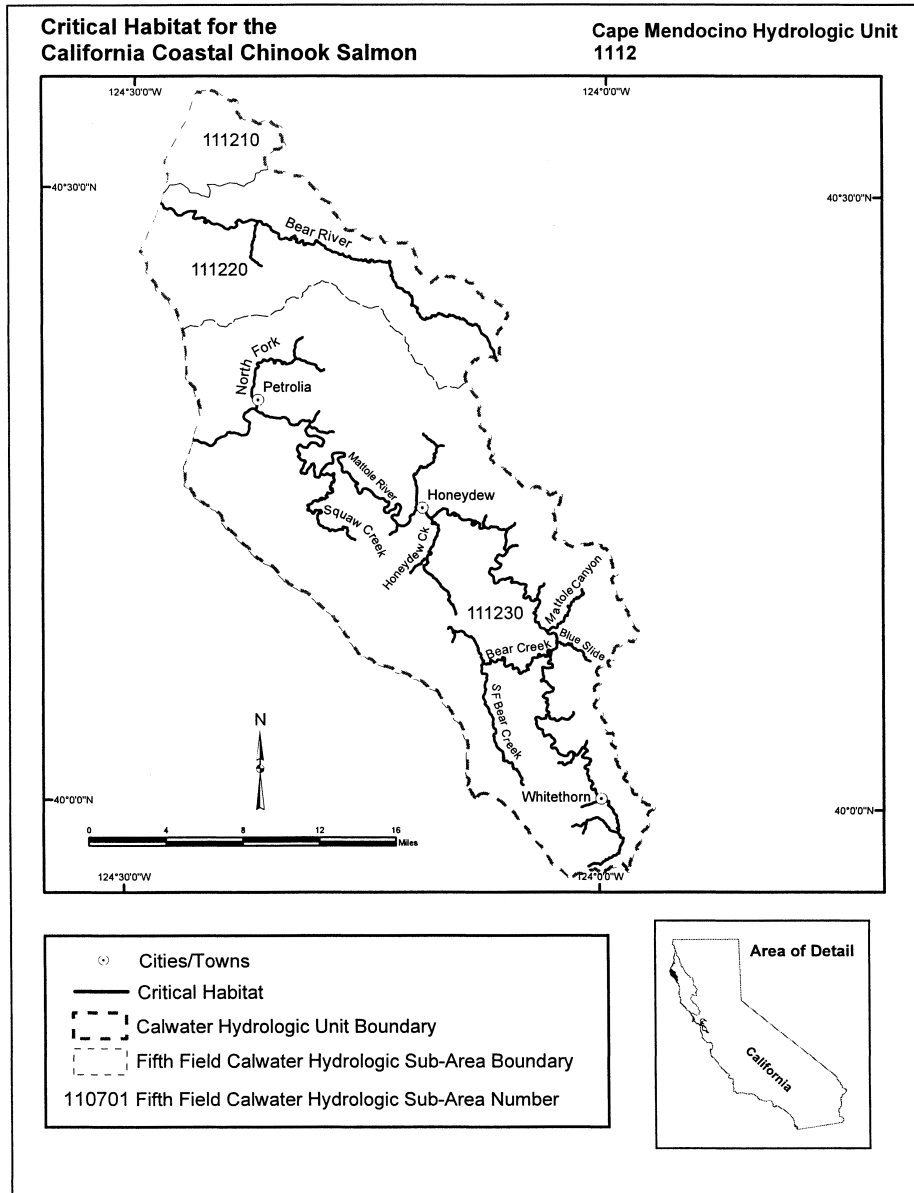 Critical Habitat for the
California Coastal Chinook Salmon
Cape Mendocino Hydrologic Unit
1112
124°30'0"W
124°0'0"W
111210
40°30'0"N
40°30'0"N
Bear River
111220
North Fork
Petrolia
Mattole River
Honeydew
Squaw Creek
Honeydew Ck
Mattole Canyon
111230
Blue Slide
Bear Creek
S F Bear Creek
N
Whitethorn
40°0'0"N
40°0'0"N
0 4 8 12 16
Miles
124°30'0"W
124°0'0"W
Cities/Towns
Critical Habitat
Calwater Hydrologic Unit Boundary
Fifth Field Calwater Hydrologic Sub-Area Boundary
110701 Fifth Field Calwater Hydrologic Sub-Area Number
Area of Detail
California